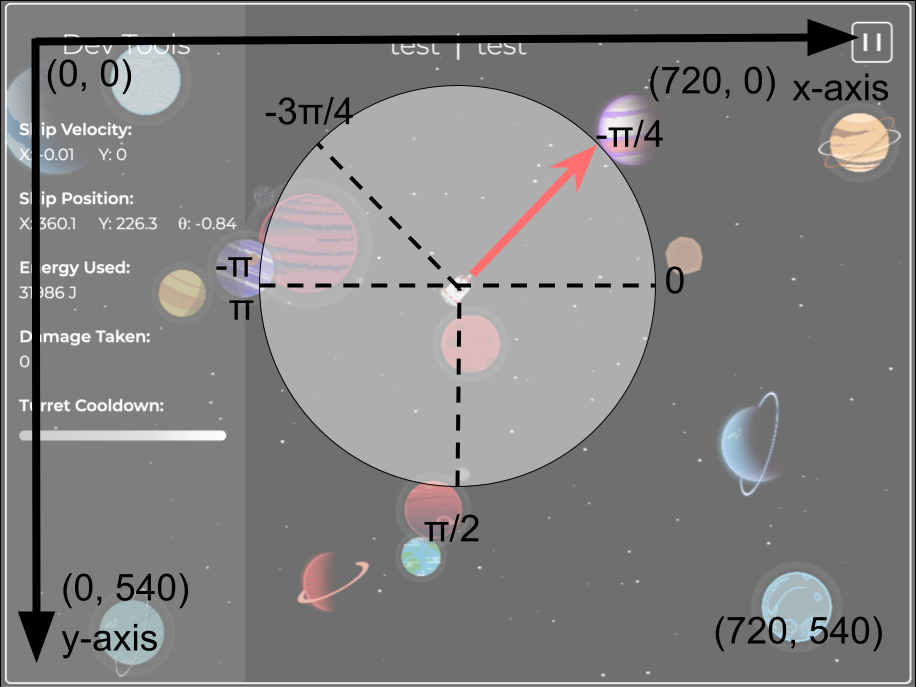 Dev Tools
test | test
(0, 0)
(720, 0)
x-axis
-3π/4
-π/4
Ship Velocity:
X: -0.01 Y: 0
Ship Position:
X: 360.1 Y: 226.3 θ: -0.84
-π
π
0
Energy Used:
31986 J
Damage Taken:
0
Turret Cooldown:
π/2
(0, 540)
y-axis
(720, 540)